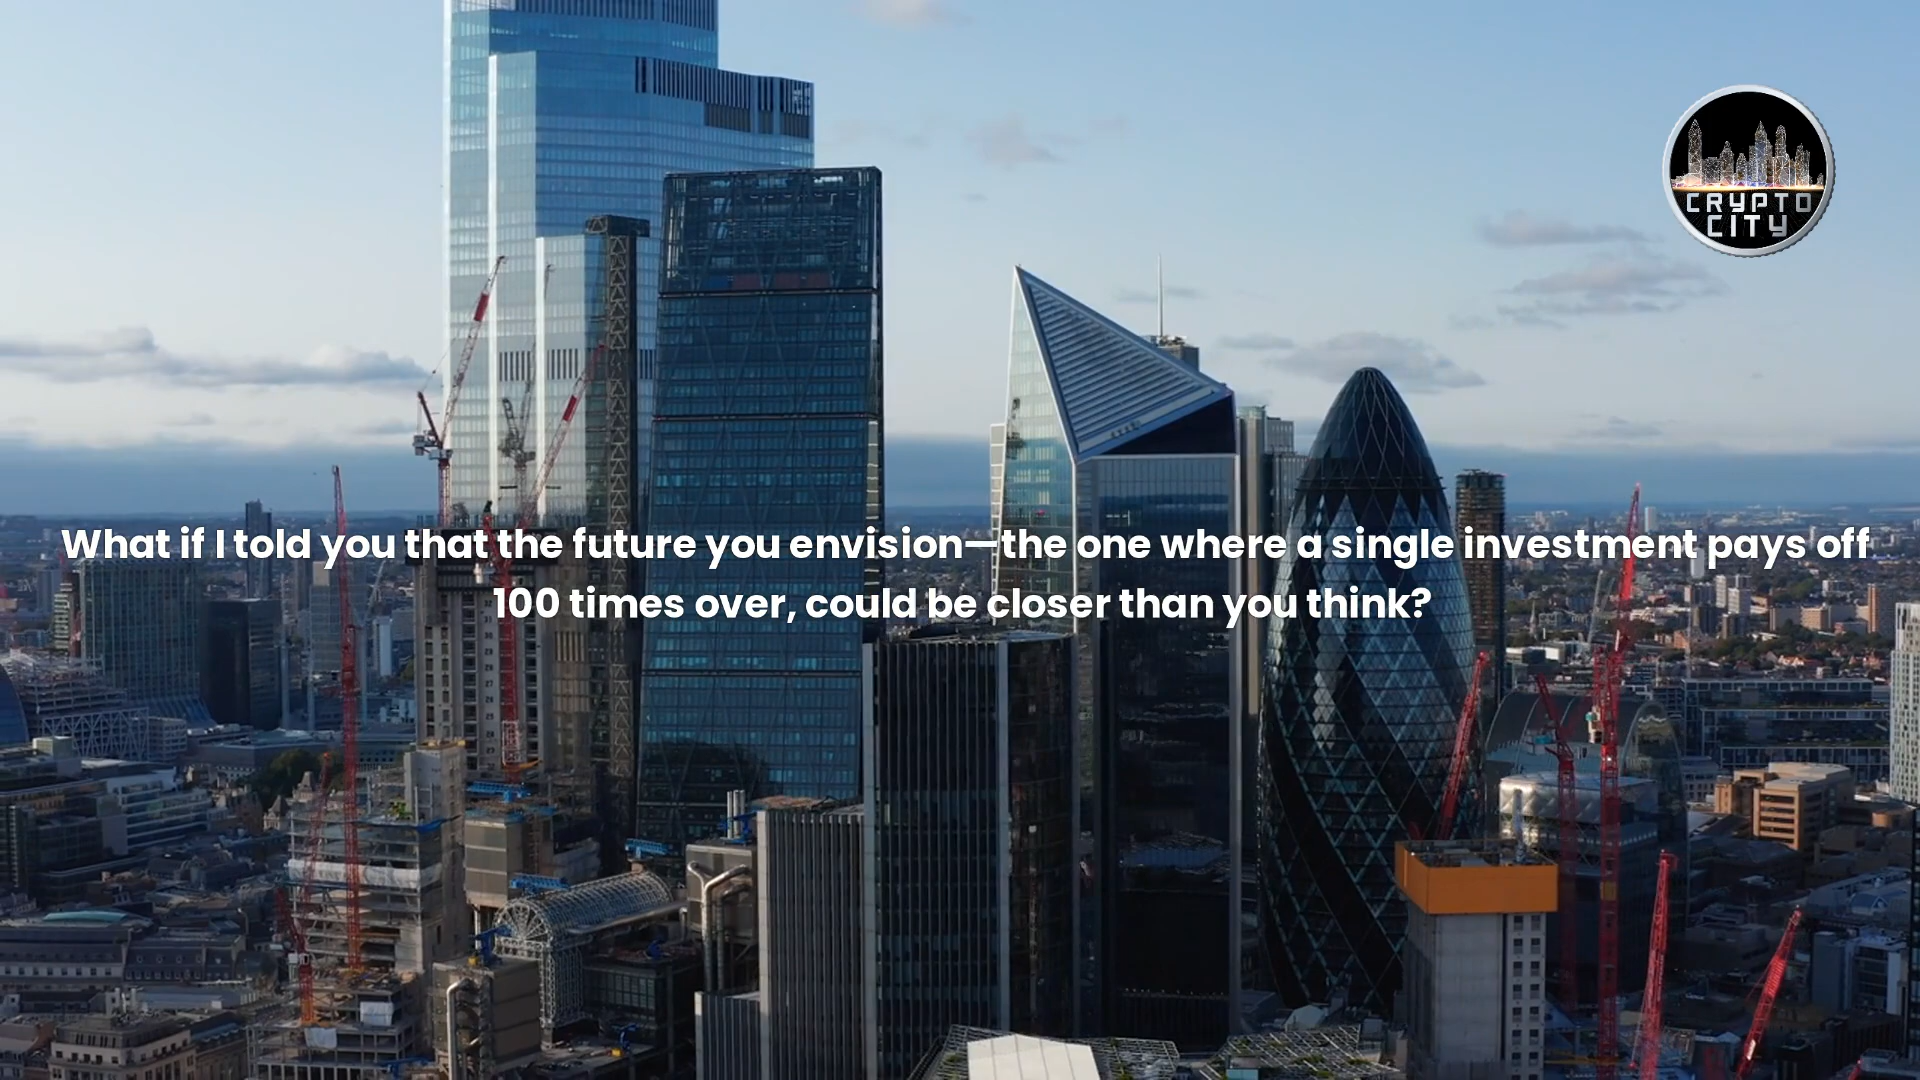 CRYPTO
CITY
What if I told you that the future you envision—the one where a single investment pays off
100 times over, could be closer than you think?